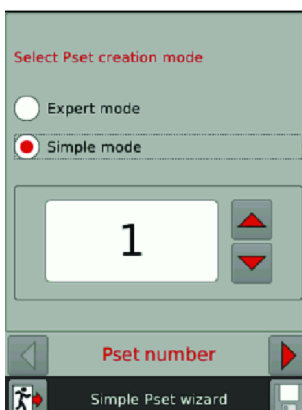 Select Pset creation mode
Expert mode
Simple mode
1
Pset number
Simple Pset wizard